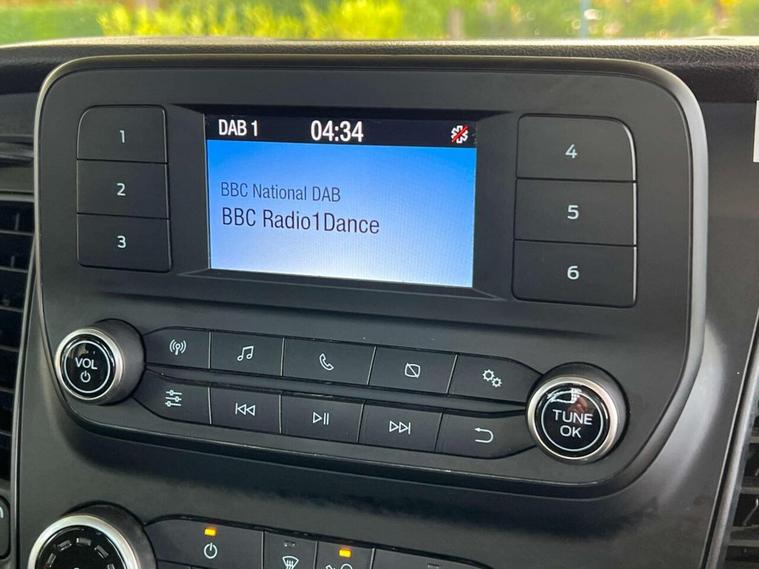 DAB 1 04:34
BBC National DAB
BBC Radio1Dance
1
2
3
4
5
6
VOL
TUNE
OK